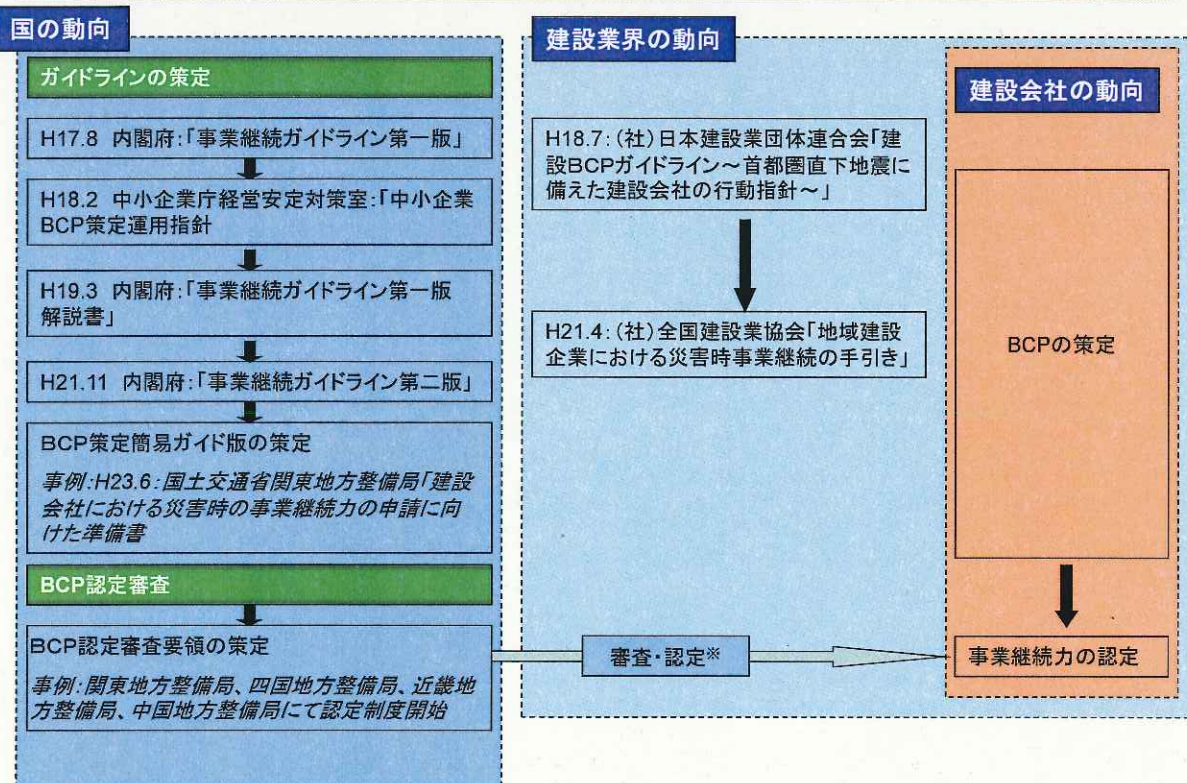 国の動向
ガイドラインの策定
H17.8 内閣府:「事業継続ガイドライン第一版」
H18.2 中小企業庁経営安定対策室:「中小企業
BCP策定運用指針
H19.3 内閣府:「事業継続ガイドライン第一版
解説書」
H21.11 内閣府:「事業継続ガイドライン第二版」
BCP策定簡易ガイド版の策定
事例:H23.6:国土交通省関東地方整備局「建設
会社における災害時の事業継続力の申請に向
けた準備書
BCP認定審査
BCP認定審査要領の策定
事例:関東地方整備局、四国地方整備局、近畿地
方整備局、中国地方整備局にて認定制度開始
建設業界の動向
H18.7:(社)日本建設業団体連合会「建
設BCPガイドライン~首都圏直下地震に
備えた建設会社の行動指針~」
H21.4:(社)全国建設業協会「地域建設
企業における災害時事業継続の手引き」
審査・認定※
建設会社の動向
BCPの策定
事業継続力の認定